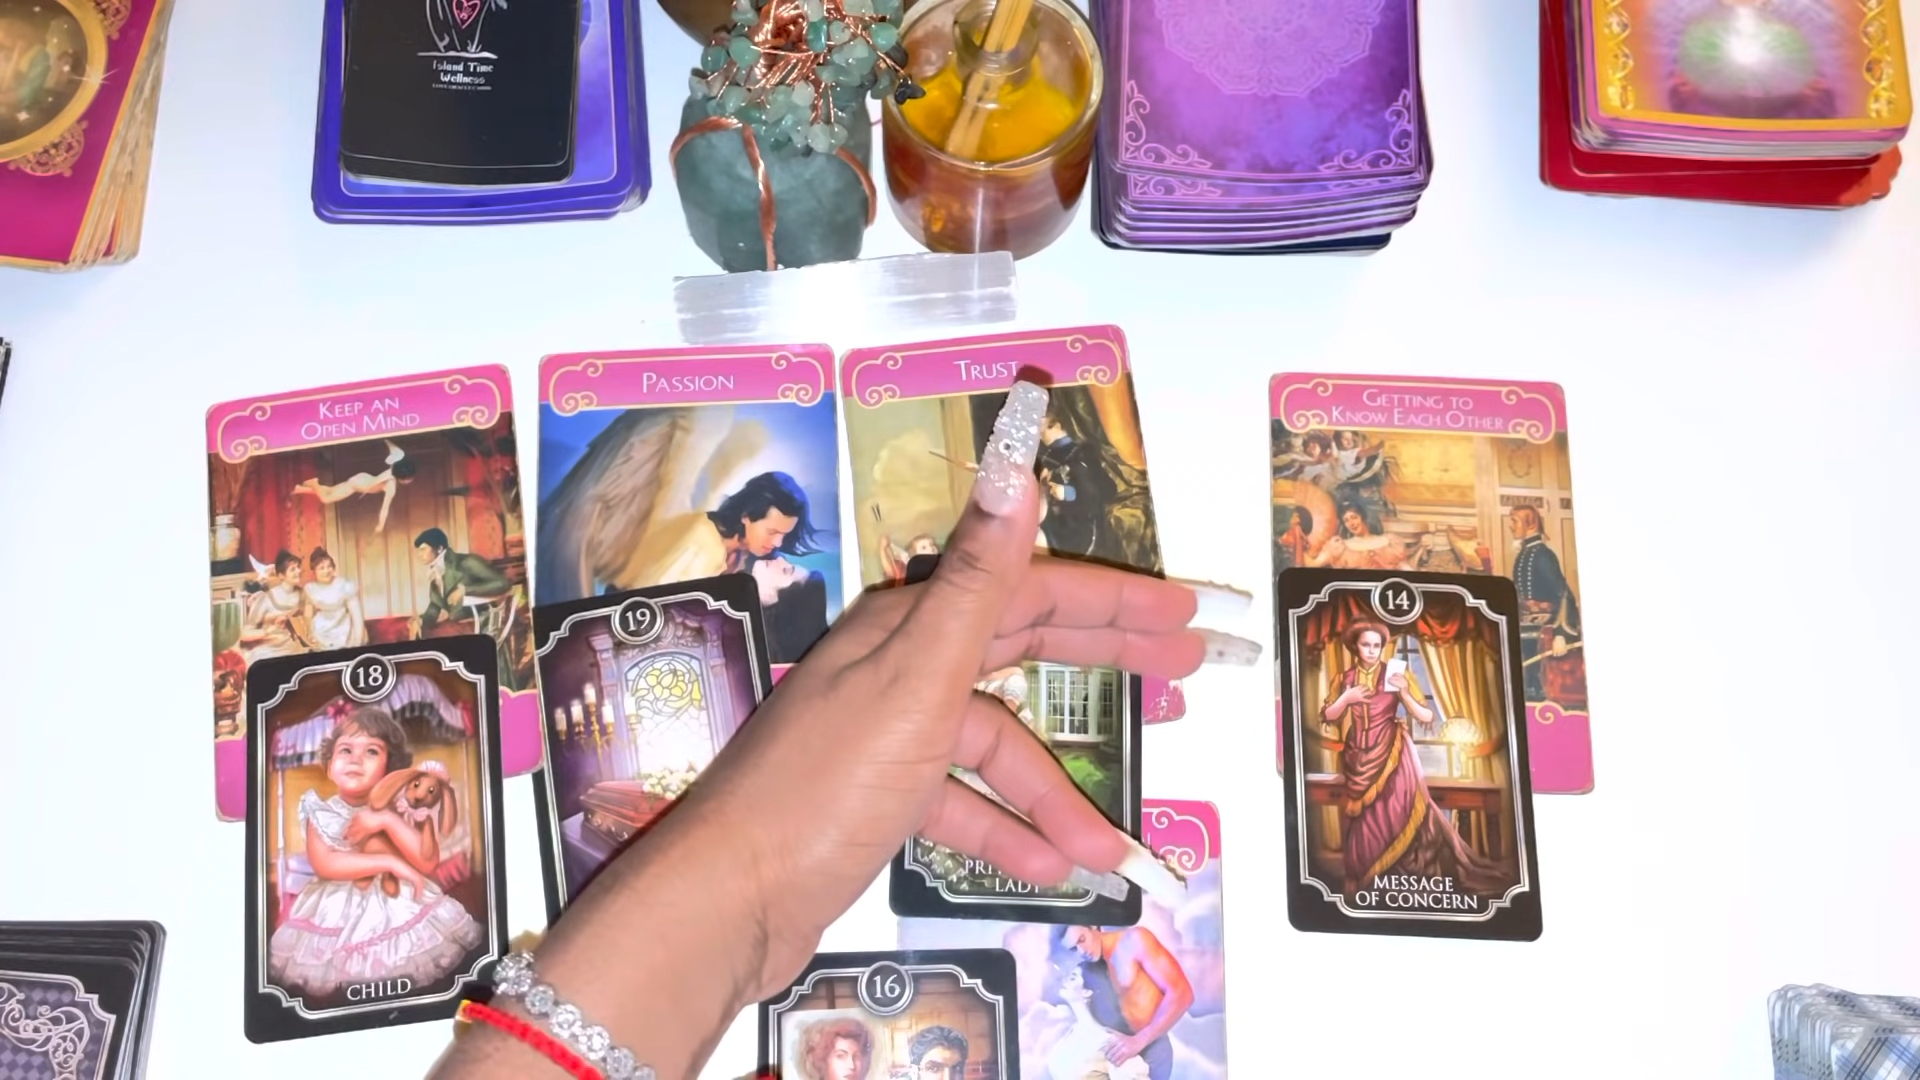 Island Time
Wellness
KEEP AN
OPEN MIND
PASSION
TRUST
GETTING TO
KNOW EACH OTHER
18
CHILD
19
LADY
14
MESSAGE
OF CONCERN
16